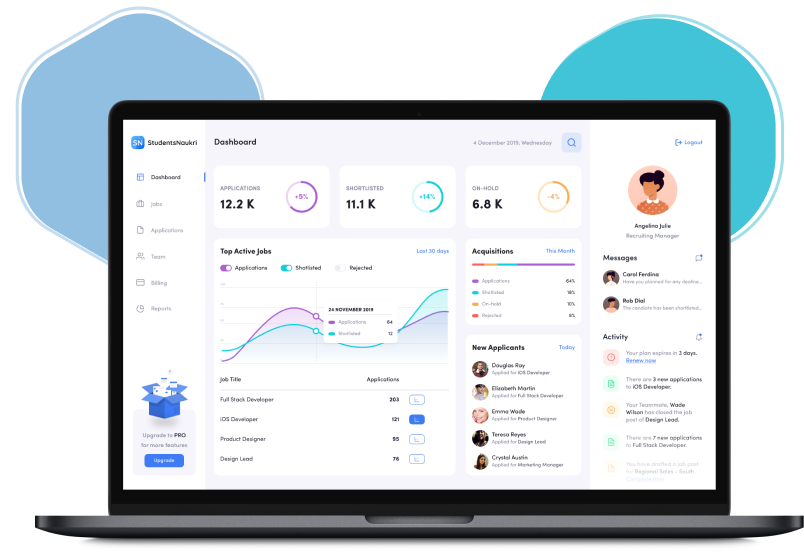 SN StudentsNaukri
Dashboard
Jobs
Applications
Team
Billing
Reports
Upgrade to PRO
for more features
Upgrade
Dashboard
4 December 2019, Wednesday
APPLICATIONS
12.2 K
+5%
SHORTLISTED
11.1 K
+14%
ON-HOLD
6.8 K
-4%
Top Active Jobs
Last 30 days
Applications
Shotlisted
Rejected
24 NOVEMBER 2019
Applications 64
Shortlisted 12
Job Title Applications
Full Stack Developer 203
iOS Developer 121
Product Designer 95
Design Lead 76
Acquisitions
This Month
Applications 64%
Shotlisted 18%
On-hold 10%
Rejected 8%
New Applicants
Today
Douglas Ray
Applied for iOS Developer
Elizabeth Martin
Applied for Full Stack Developer
Emma Wade
Applied for Product Designer
Teresa Reyes
Applied for Design Lead
Crystal Austin
Applied for Marketing Manager
Logout
Angelina Julie
Recruiting Manager
Messages
Carol Ferdina
Have you planned for any deadline...
Rob Dial
The candiate has been shortlisted...
Activity
Your plan expires in 3 days.
Renew now
There are 3 new applications
to iOS Developer.
Your Teammate, Wade
Wilson has closed the job
post of Design Lead.
There are 7 new applications
to Full Stack Developer.
You have drafted a job post
for Regional Sales - South